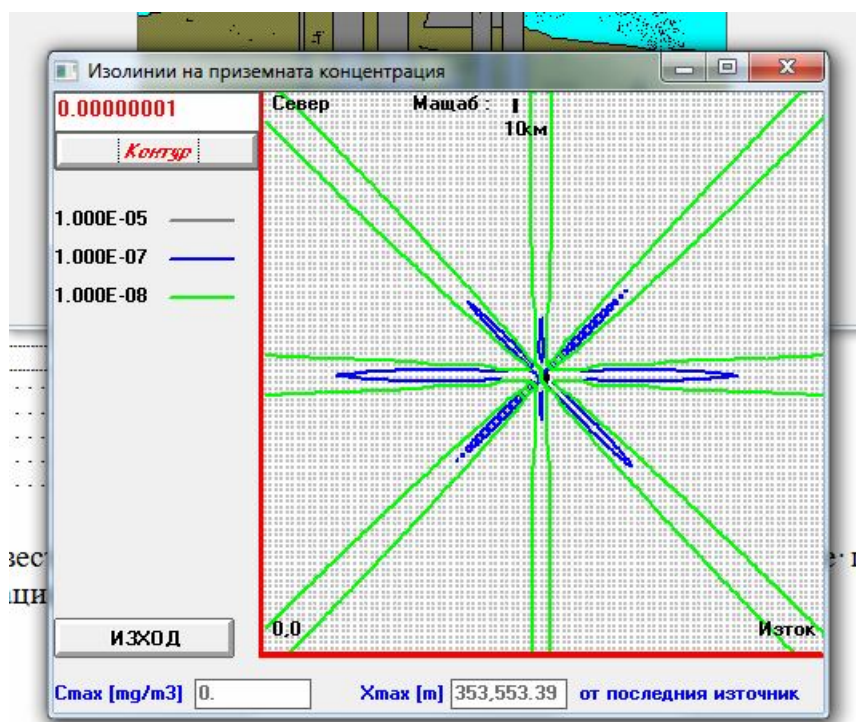 Изолинии на приземната концентрация
0.00000001
Север
Мащаб :
10км
Контур
1.000E-05
1.000E-07
1.000E-08
0,0
Изток
ИЗХОД
Cmax [mg/m3] 0.
Xmax [m] 353,553.39 от последния източник